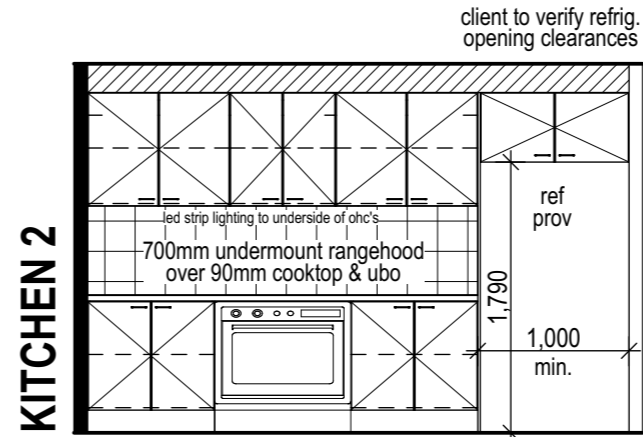 client to verify refrig.
opening clearances
KITCHEN 2
led strip lighting to underside of ohc's
700mm undermount rangehood
over 90mm cooktop & ubo
ref
prov
1,790
1,000
min.